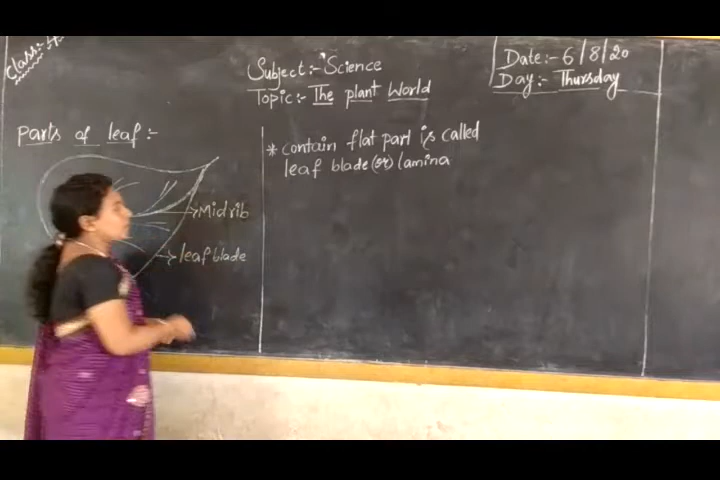 Class:- 4
Subject:- Science
Topic:- The plant World
Date:- 6/8/20
Day:- Thursday
parts of leaf:-
Midrib
leaf blade
* contain flat part is called
leaf blade (or) lamina